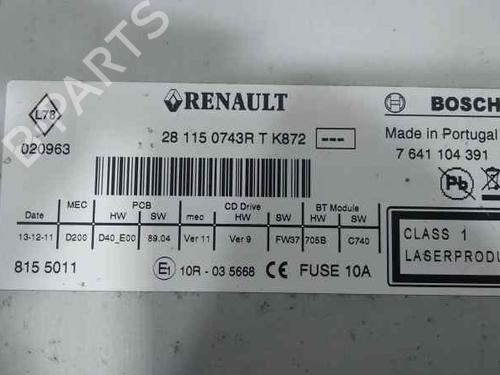 RENAULT
BOSCH
L78
020963
28 115 0743R T K872 ---
Made in Portugal
7 641 104 391
Pb
MEC PCB CD Drive BT Module
Date HW SW mec HW SW HW SW
13-12-11 D200 D40_E00 89.04 Ver 11 Ver 9 FW37 705B C740
CLASS 1
LASERPRODU
815 5011
E1 10R - 03 5668 CE FUSE 10A